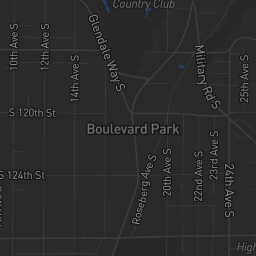 Country Club
Glendale Way S
10th Ave S
12th Ave S
14th Ave S
Military Rd S
25th Ave S
S 120th St
Boulevard Park
S 124th St
Roseberg Ave S
20th Ave S
22nd Ave S
23rd Ave S
24th Ave S
High